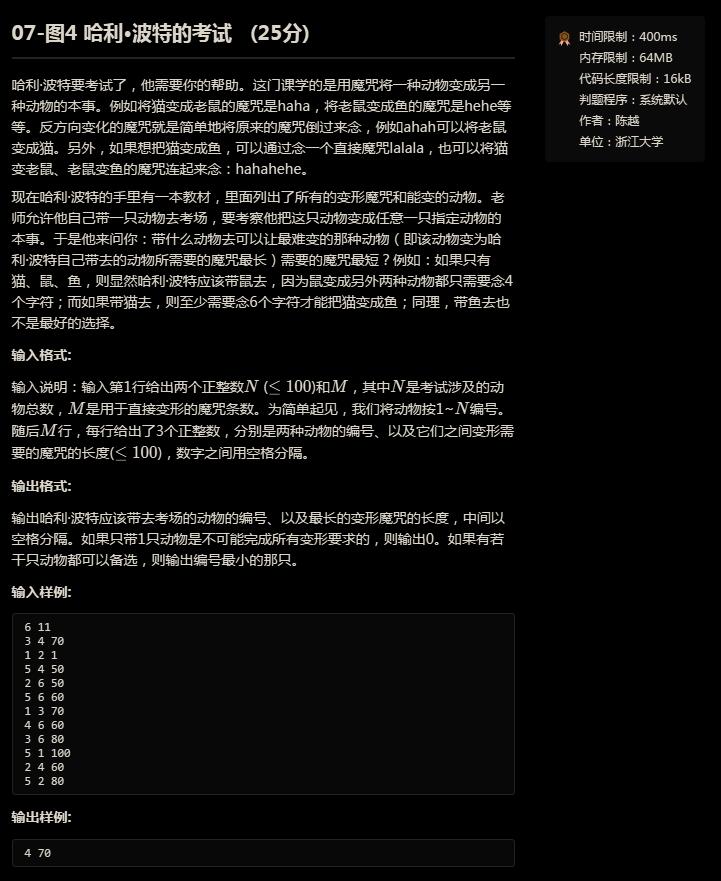 07-图4 哈利·波特的考试 (25分)
时间限制：400ms
内存限制：64MB
代码长度限制：16kB
判题程序：系统默认
作者：陈越
单位：浙江大学
哈利·波特要考试了，他需要你的帮助。这门课学的是用魔咒将一种动物变成另一
种动物的本事。例如将猫变成老鼠的魔咒是haha，将老鼠变成鱼的魔咒是hehe等
等。反方向变化的魔咒就是简单地将原来的魔咒倒过来念，例如ahah可以将老鼠
变成猫。另外，如果想把猫变成鱼，可以通过念一个直接魔咒lalala，也可以将猫
变老鼠、老鼠变鱼的魔咒连起来念：hahahehe。
现在哈利·波特的手里有一本教材，里面列出了所有的变形魔咒和能变的动物。老
师允许他自己带一只动物去考场，要考察他把这只动物变成任意一只指定动物的
本事。于是他来问你：带什么动物去可以让最难变的那种动物（即该动物变为哈
利·波特自己带去的动物所需要的魔咒最长）需要的魔咒最短？例如：如果只有
猫、鼠、鱼，则显然哈利·波特应该带鼠去，因为鼠变成另外两种动物都只需要念4
个字符；而如果带猫去，则至少需要念6个字符才能把猫变成鱼；同理，带鱼去也
不是最好的选择。
输入格式:
输入说明：输入第1行给出两个正整数N (≤ 100)和M，其中N是考试涉及的动
物总数，M是用于直接变形的魔咒条数。为简单起见，我们将动物按1~N编号。
随后M行，每行给出了3个正整数，分别是两种动物的编号、以及它们之间变形需
要的魔咒的长度(≤ 100)，数字之间用空格分隔。
输出格式:
输出哈利·波特应该带去考场的动物的编号、以及最长的变形魔咒的长度，中间以
空格分隔。如果只带1只动物是不可能完成所有变形要求的，则输出0。如果有若
干只动物都可以备选，则输出编号最小的那只。
输入样例:
6 11
3 4 70
1 2 1
5 4 50
2 6 50
5 6 60
1 3 70
4 6 60
3 6 80
5 1 100
2 4 60
5 2 80
输出样例:
4 70